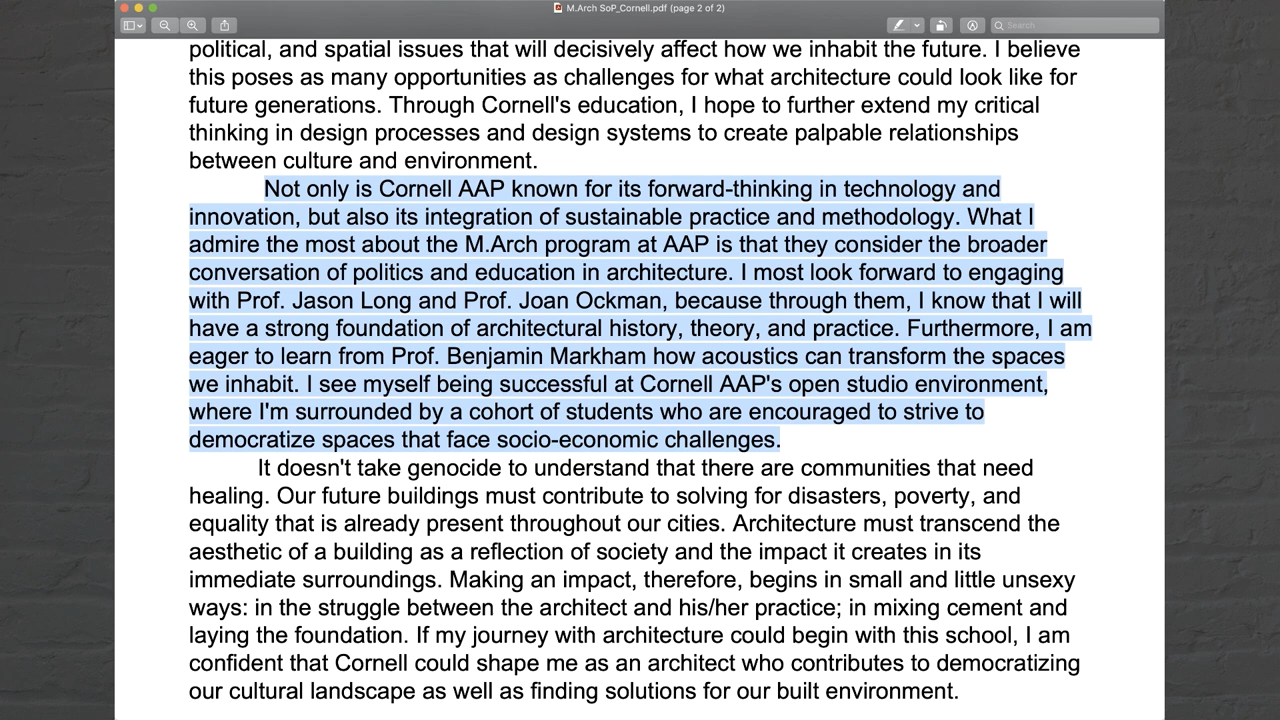 M.Arch SoP_Cornell.pdf (page 2 of 2)
Search
political, and spatial issues that will decisively affect how we inhabit the future. I believe
this poses as many opportunities as challenges for what architecture could look like for
future generations. Through Cornell's education, I hope to further extend my critical
thinking in design processes and design systems to create palpable relationships
between culture and environment.
Not only is Cornell AAP known for its forward-thinking in technology and
innovation, but also its integration of sustainable practice and methodology. What I
admire the most about the M.Arch program at AAP is that they consider the broader
conversation of politics and education in architecture. I most look forward to engaging
with Prof. Jason Long and Prof. Joan Ockman, because through them, I know that I will
have a strong foundation of architectural history, theory, and practice. Furthermore, I am
eager to learn from Prof. Benjamin Markham how acoustics can transform the spaces
we inhabit. I see myself being successful at Cornell AAP's open studio environment,
where I'm surrounded by a cohort of students who are encouraged to strive to
democratize spaces that face socio-economic challenges.
It doesn't take genocide to understand that there are communities that need
healing. Our future buildings must contribute to solving for disasters, poverty, and
equality that is already present throughout our cities. Architecture must transcend the
aesthetic of a building as a reflection of society and the impact it creates in its
immediate surroundings. Making an impact, therefore, begins in small and little unsexy
ways: in the struggle between the architect and his/her practice; in mixing cement and
laying the foundation. If my journey with architecture could begin with this school, I am
confident that Cornell could shape me as an architect who contributes to democratizing
our cultural landscape as well as finding solutions for our built environment.